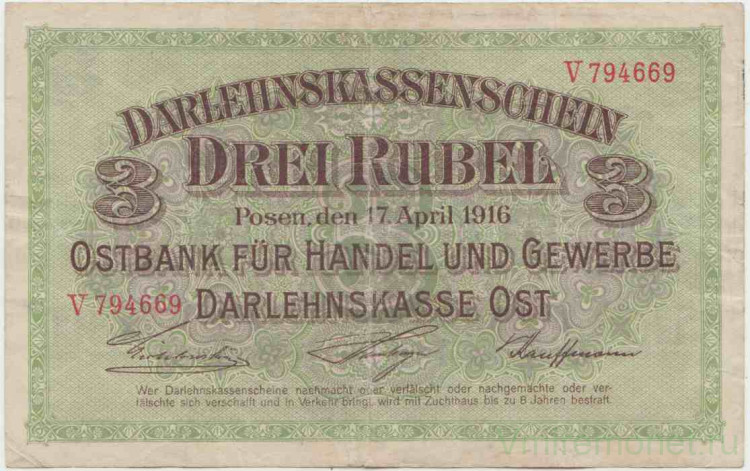 V 794669
DARLEHNSKASSENSCHEIN
3 DREI RUBEL 3
Posen, den 17. April 1916
OSTBANK FÜR HANDEL UND GEWERBE
V 794669 DARLEHNSKASSE OST
Kauffmann
Wer Darlehnskassenscheine nachmacht oder verfälscht oder nachgemachte oder ver-
fälschte sich verschafft und in Verkehr bringt, wird mit Zuchthaus bis zu 8 Jahren bestraft.